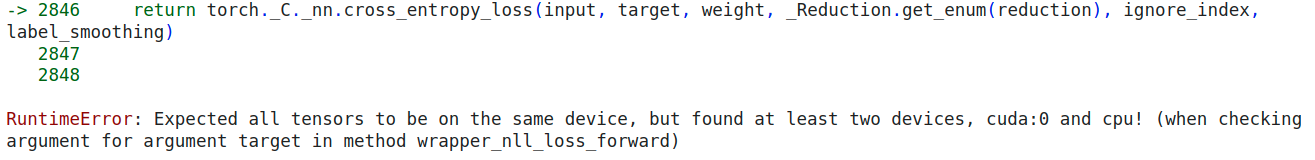 -> 2846     return torch._C._nn.cross_entropy_loss(input, target, weight, _Reduction.get_enum(reduction), ignore_index,
label_smoothing)
   2847
   2848
RuntimeError: Expected all tensors to be on the same device, but found at least two devices, cuda:0 and cpu! (when checking
argument for argument target in method wrapper_nll_loss_forward)